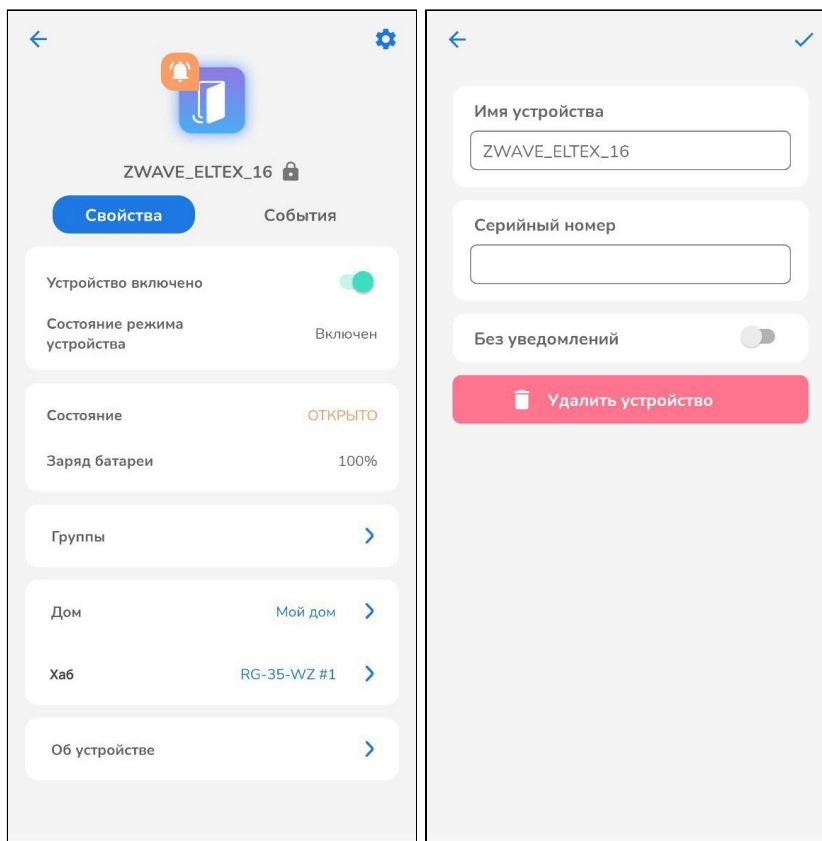 ZWAVE_ELTEX_16
Свойства
События
Устройство включено
Состояние режима
устройства
Включен
Состояние
ОТКРЫТО
Заряд батареи
100%
Группы
Дом
Мой дом
Хаб
RG-35-WZ #1
Об устройстве
Имя устройства
ZWAVE_ELTEX_16
Серийный номер
Без уведомлений
Удалить устройство